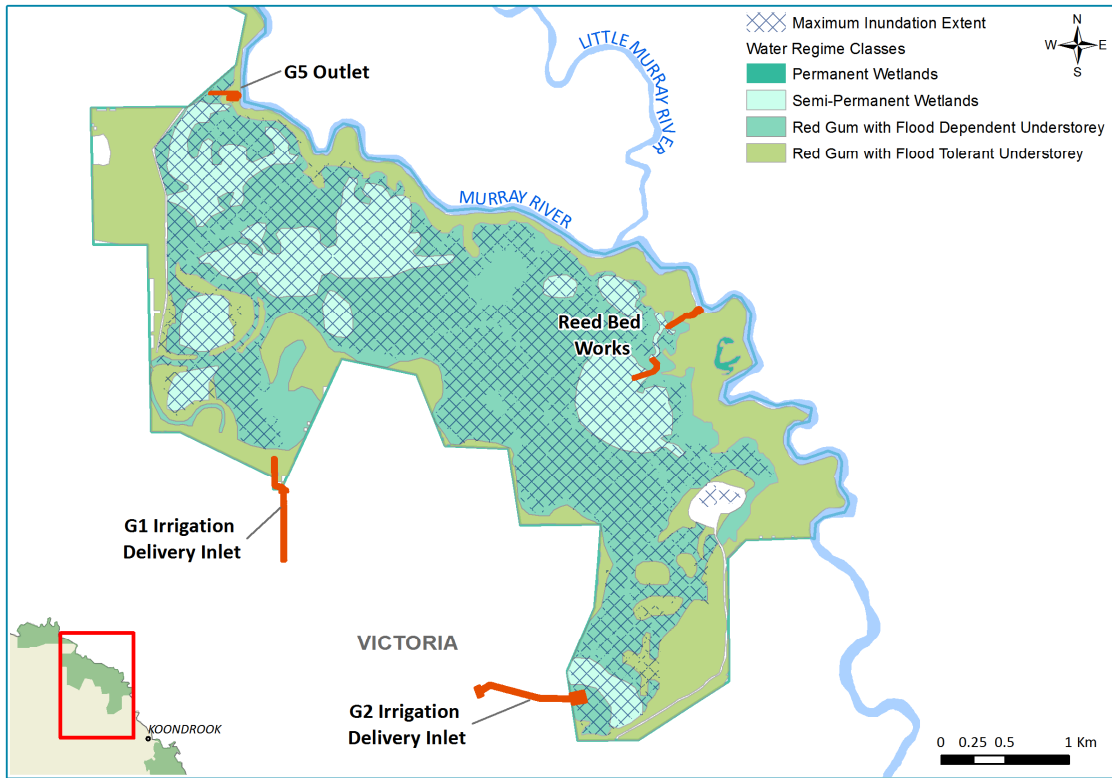 Maximum Inundation Extent
Water Regime Classes
Permanent Wetlands
Semi-Permanent Wetlands
Red Gum with Flood Dependent Understorey
Red Gum with Flood Tolerant Understorey
N
W E
S
LITTLE MURRAY
RIVER
G5 Outlet
MURRAY RIVER
Reed Bed
Works
G1 Irrigation
Delivery Inlet
VICTORIA
G2 Irrigation
Delivery Inlet
KOONDROOK
0 0.25 0.5 1 Km